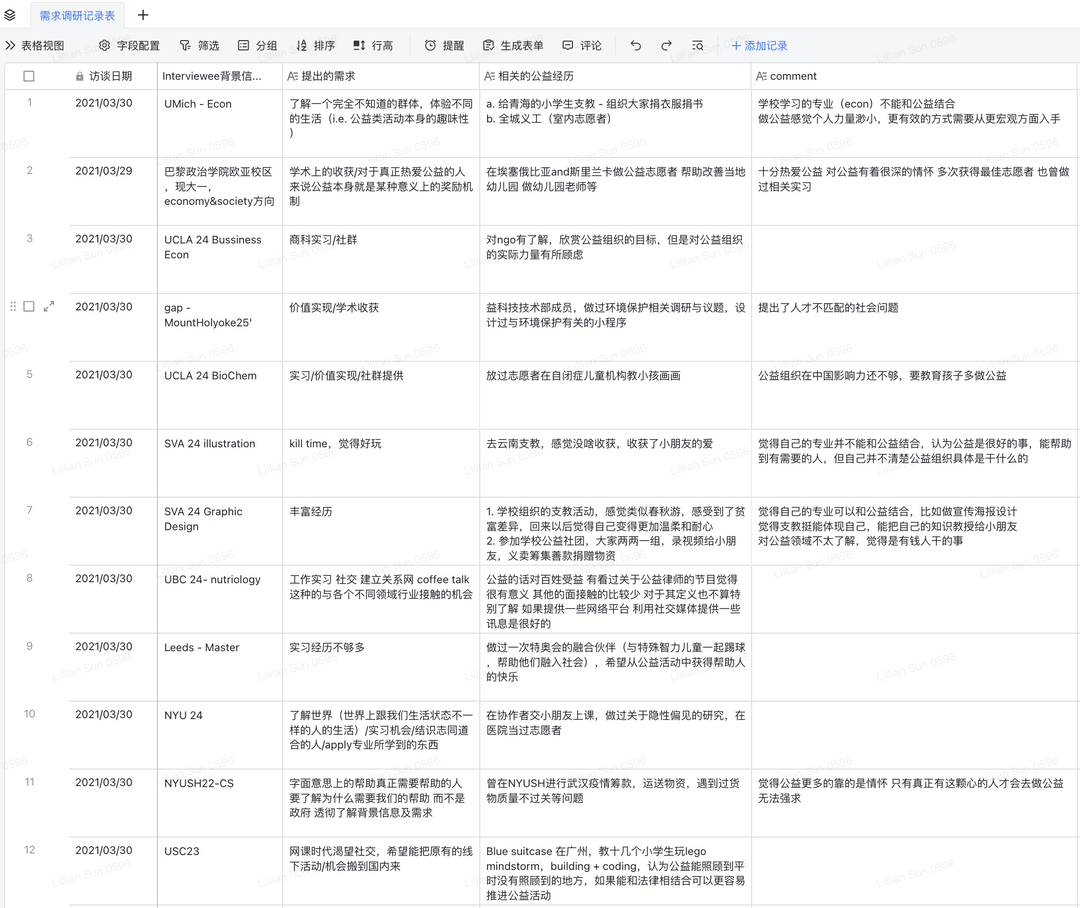 需求调研记录表
表格视图 字段配置 筛选 分组 排序 行高 提醒 生成表单 评论 添加记录
访谈日期 Interviewee背景信... 提出的需求 相关的公益经历 comment
1 2021/03/30
UMich - Econ
了解一个完全不知道的群体，体验不同
的生活（i.e. 公益类活动本身的趣味性
）
a. 给青海的小学生支教 - 组织大家捐衣服捐书
b. 全城义工（室内志愿者）
学校学习的专业（econ）不能和公益结合
做公益感觉个人力量渺小，更有效的方式需要从更宏观方面入手
2 2021/03/29
巴黎政治学院欧亚校区
，现大一，
economy&society方向
学术上的收获/对于真正热爱公益的人
来说公益本身就是某种意义上的奖励机
制
在埃塞俄比亚and斯里兰卡做公益志愿者 帮助改善当地
幼儿园 做幼儿园老师等
十分热爱公益 对公益有着很深的情怀 多次获得最佳志愿者 也曾做
过相关实习
3 2021/03/30
UCLA 24 Bussiness
Econ
商科实习/社群
对ngo有了解，欣赏公益组织的目标，但是对公益组织
的实际力量有所顾虑
2021/03/30
gap -
MountHolyoke25'
价值实现/学术收获
益科技技术部成员，做过环境保护相关调研与议题，设
计过与环境保护有关的小程序
提出了人才不匹配的社会问题
5 2021/03/30
UCLA 24 BioChem
实习/价值实现/社群提供
放过志愿者在自闭症儿童机构教小孩画画
公益组织在中国影响力还不够，要教育孩子多做公益
6 2021/03/30
SVA 24 illustration
kill time，觉得好玩
去云南支教，感觉没啥收获，收获了小朋友的爱
觉得自己的专业并不能和公益结合，认为公益是很好的事，能帮助
到有需要的人，但自己并不清楚公益组织具体是干什么的
7 2021/03/30
SVA 24 Graphic
Design
丰富经历
1. 学校组织的支教活动，感觉类似春秋游，感受到了贫
富差异，回来以后觉得自己变得更加温柔和耐心
2. 参加学校公益社团，大家两两一组，录视频给小朋
友，义卖筹集善款捐赠物资
觉得自己的专业可以和公益结合，比如做宣传海报设计
觉得支教挺能体现自己，能把自己的知识教授给小朋友
对公益领域不太了解，觉得是有钱人干的事
8 2021/03/30
UBC 24- nutriology
工作实习 社交 建立关系网 coffee talk
这种的与各个不同领域行业接触的机会
公益的话对百姓受益 有看过关于公益律师的节目觉得
很有意义 其他的面接触的比较少 对于其定义也不算特
别了解 如果提供一些网络平台 利用社交媒体提供一些
讯息是很好的
9 2021/03/30
Leeds - Master
实习经历不够多
做过一次特奥会的融合伙伴（与特殊智力儿童一起踢球
，帮助他们融入社会），希望从公益活动中获得帮助人
的快乐
10 2021/03/30
NYU 24
了解世界（世界上跟我们生活状态不一
样的人的生活）/实习机会/结识志同道
合的人/apply专业所学到的东西
在协作者交小朋友上课，做过关于隐性偏见的研究，在
医院当过志愿者
11 2021/03/30
NYUSH22-CS
字面意思上的帮助真正需要帮助的人
要了解为什么需要我们的帮助 而不是
政府 透彻了解背景信息及需求
曾在NYUSH进行武汉疫情筹款，运送物资，遇到过货
物质量不过关等问题
觉得公益更多的靠的是情怀 只有真正有这颗心的人才会去做公益
无法强求
12 2021/03/30
USC23
网课时代渴望社交，希望能把原有的线
下活动/机会搬到国内来
Blue suitcase 在广州，教十几个小学生玩lego
mindstorm，building + coding，认为公益能照顾到平
时没有照顾到的地方，如果能和法律相结合可以更容易
推进公益活动
Lillian Sun 0596